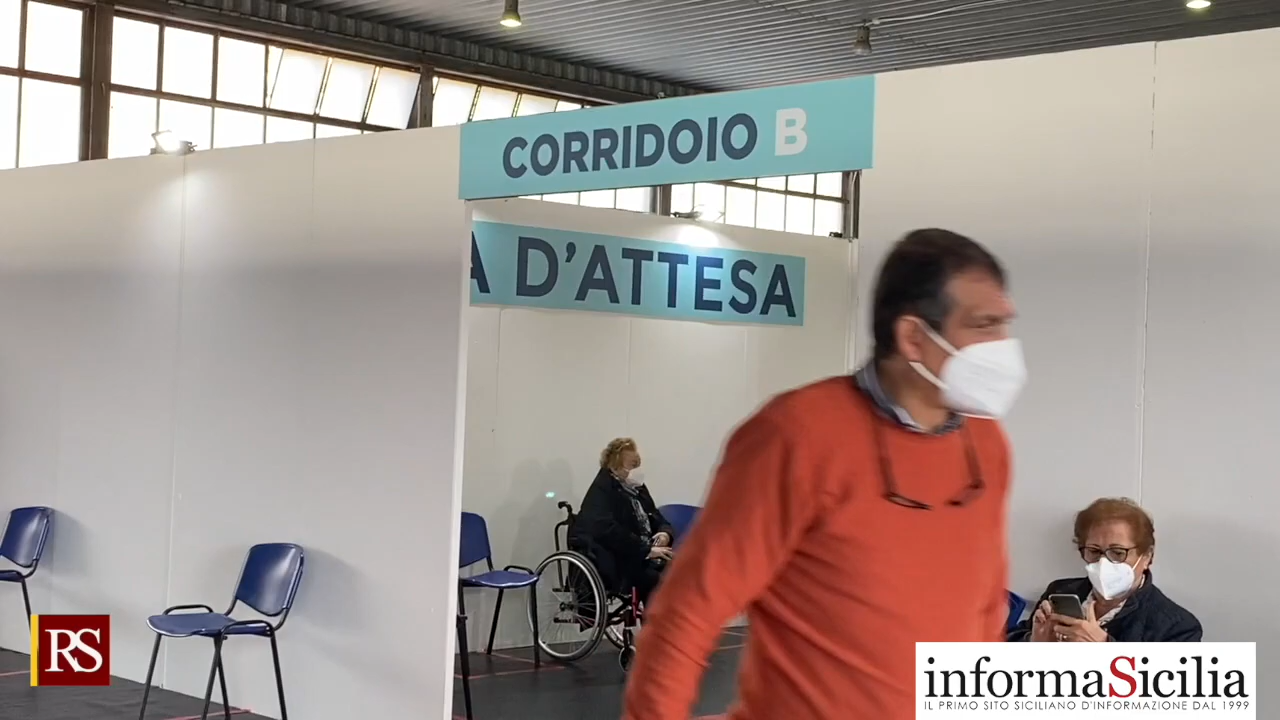 CORRIDOIO B
D'ATTESA
RS
informaSicilia
IL PRIMO SITO SICILIANO D'INFORMAZIONE DAL 1999